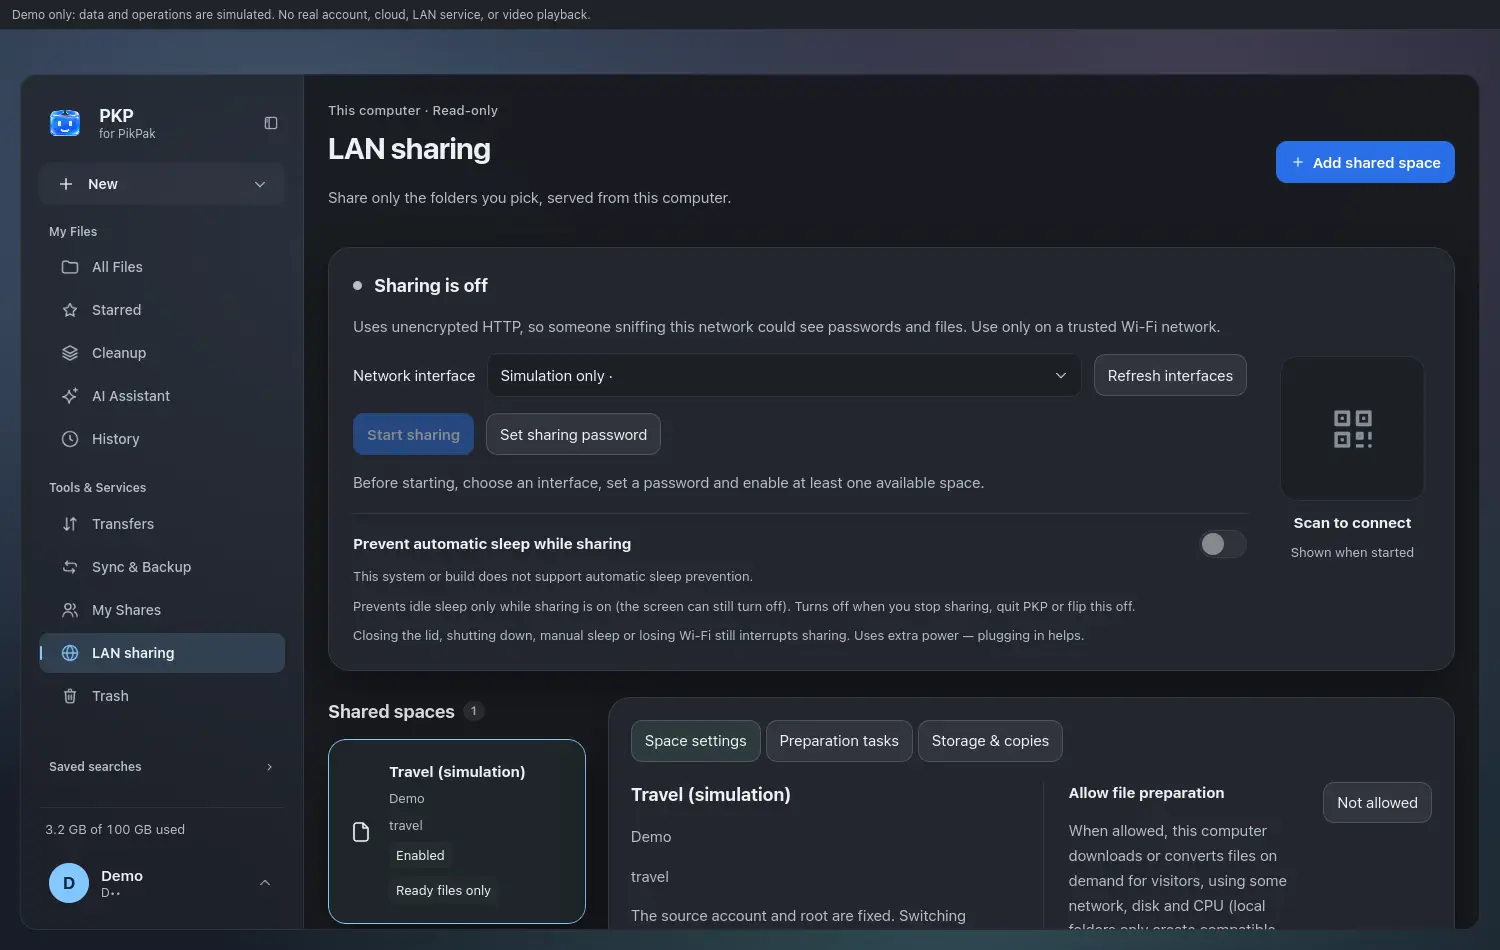 Demo only: data and operations are simulated. No real account, cloud, LAN service, or video playback.
PKP
for PikPak
New
My Files
All Files
Starred
Cleanup
AI Assistant
History
Tools & Services
Transfers
Sync & Backup
My Shares
LAN sharing
Trash
Saved searches
3.2 GB of 100 GB used
D
Demo
D••
This computer · Read-only
LAN sharing
Share only the folders you pick, served from this computer.
+ Add shared space
Sharing is off
Uses unencrypted HTTP, so someone sniffing this network could see passwords and files. Use only on a trusted Wi-Fi network.
Network interface
Simulation only ·
Refresh interfaces
Start sharing
Set sharing password
Before starting, choose an interface, set a password and enable at least one available space.
Prevent automatic sleep while sharing
This system or build does not support automatic sleep prevention.
Prevents idle sleep only while sharing is on (the screen can still turn off). Turns off when you stop sharing, quit PKP or flip this off.
Closing the lid, shutting down, manual sleep or losing Wi-Fi still interrupts sharing. Uses extra power — plugging in helps.
Scan to connect
Shown when started
Shared spaces 1
Travel (simulation)
Demo
travel
Enabled
Ready files only
Space settings
Preparation tasks
Storage & copies
Travel (simulation)
Demo
travel
The source account and root are fixed. Switching
Allow file preparation
Not allowed
When allowed, this computer
downloads or converts files on
demand for visitors, using some
network, disk and CPU (local
folders only create compatible